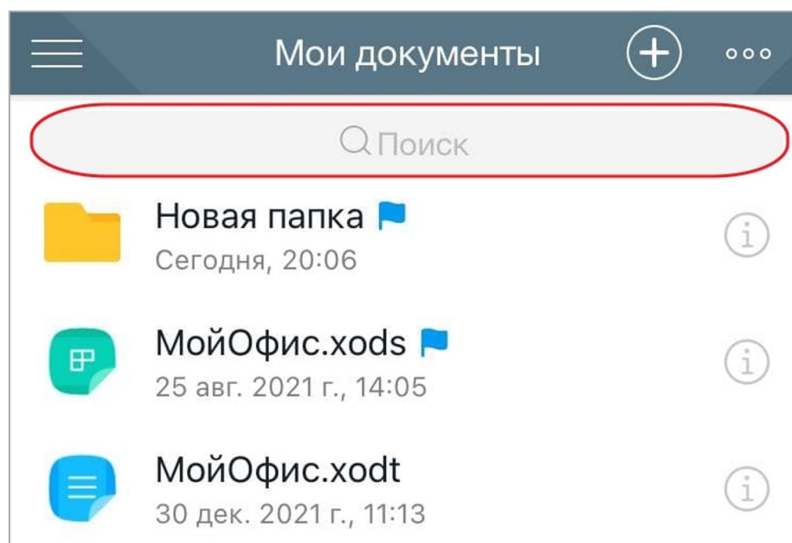 Мои документы
Поиск
Новая папка
Сегодня, 20:06
МойОфис.xods
25 авг. 2021 г., 14:05
МойОфис.xodt
30 дек. 2021 г., 11:13